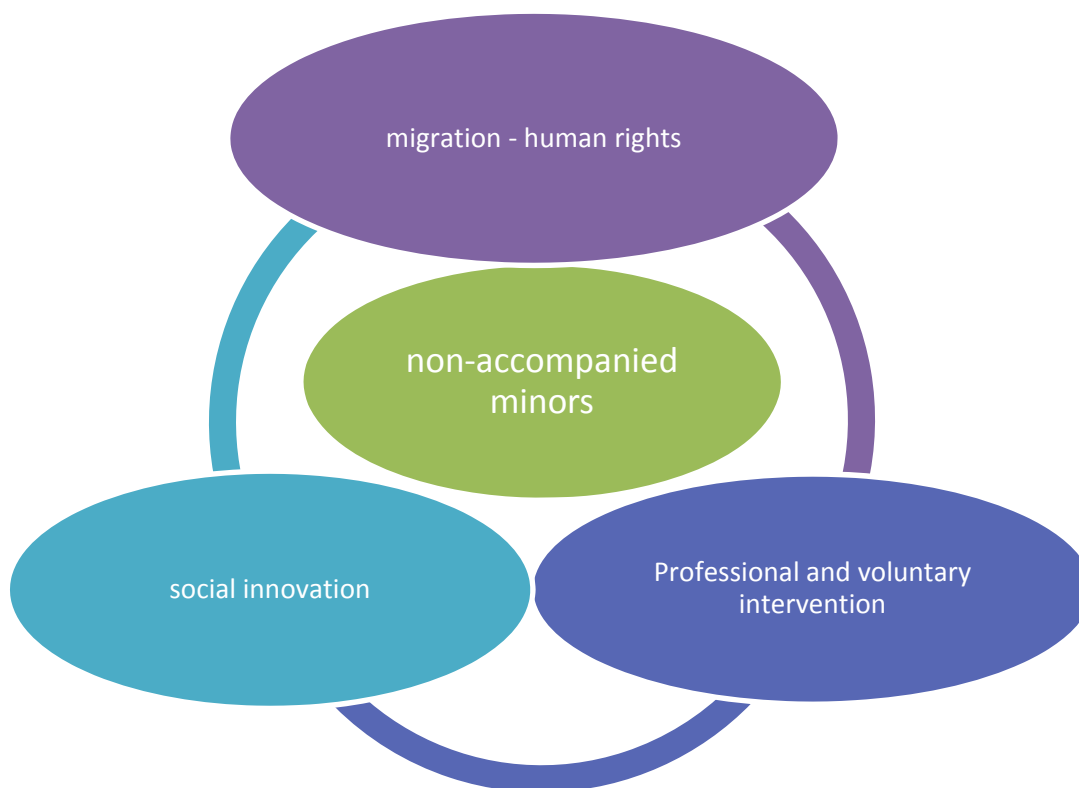 migration - human rights
non-accompanied
minors
social innovation
Professional and voluntary
intervention